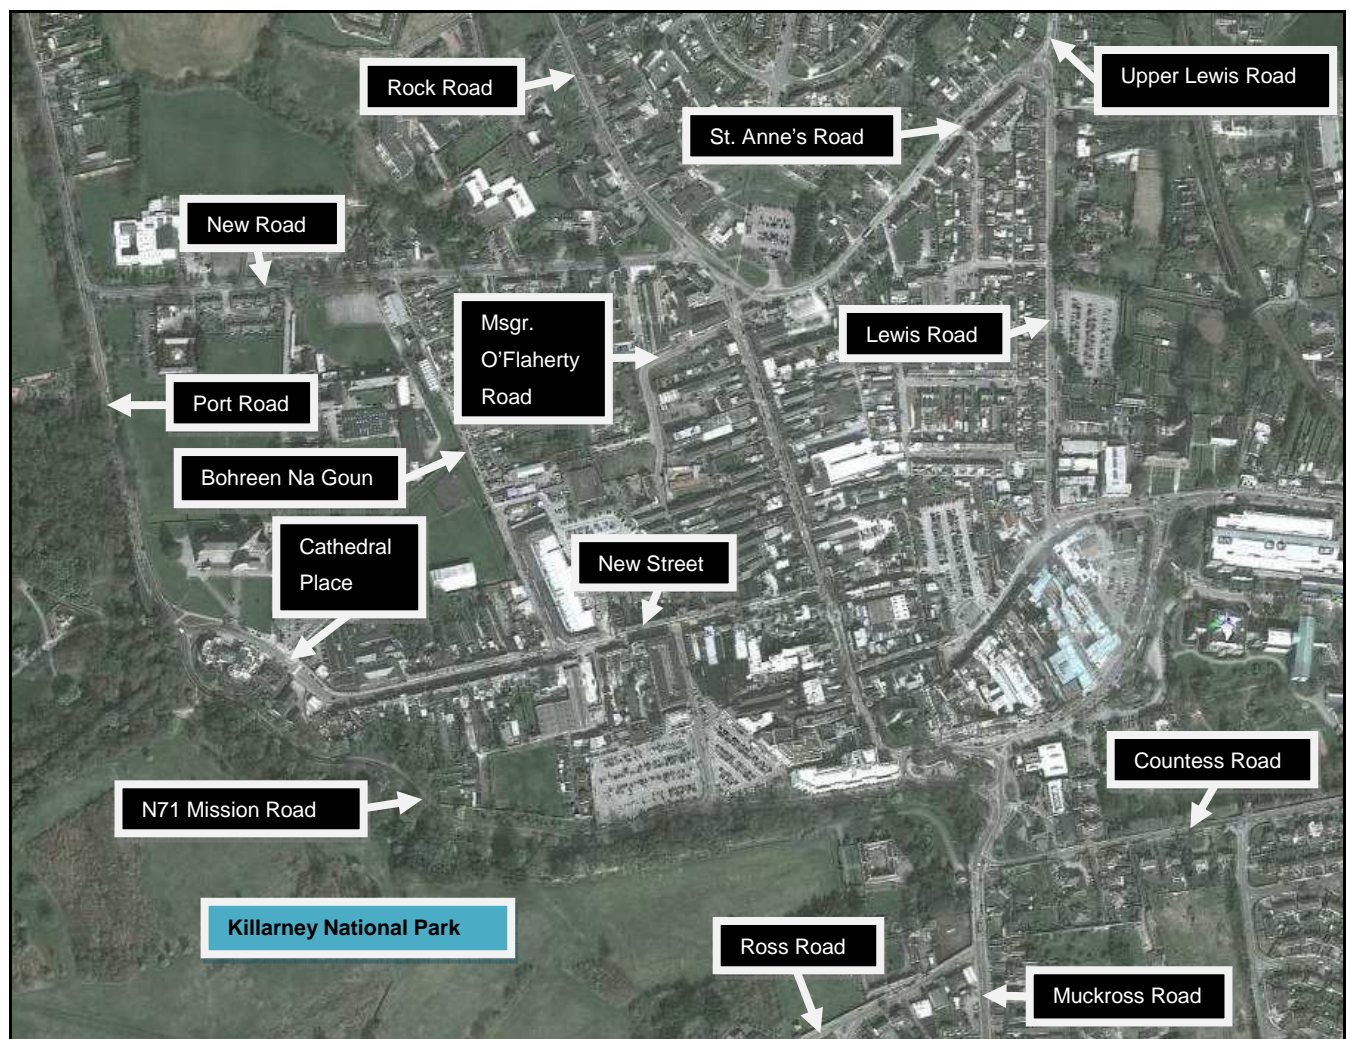 Upper Lewis Road
Rock Road
St. Anne's Road
New Road
Msgr.
O'Flaherty
Road
Lewis Road
Port Road
Bohreen Na Goun
Cathedral
Place
New Street
Countess Road
N71 Mission Road
Killarney National Park
Ross Road
Muckross Road